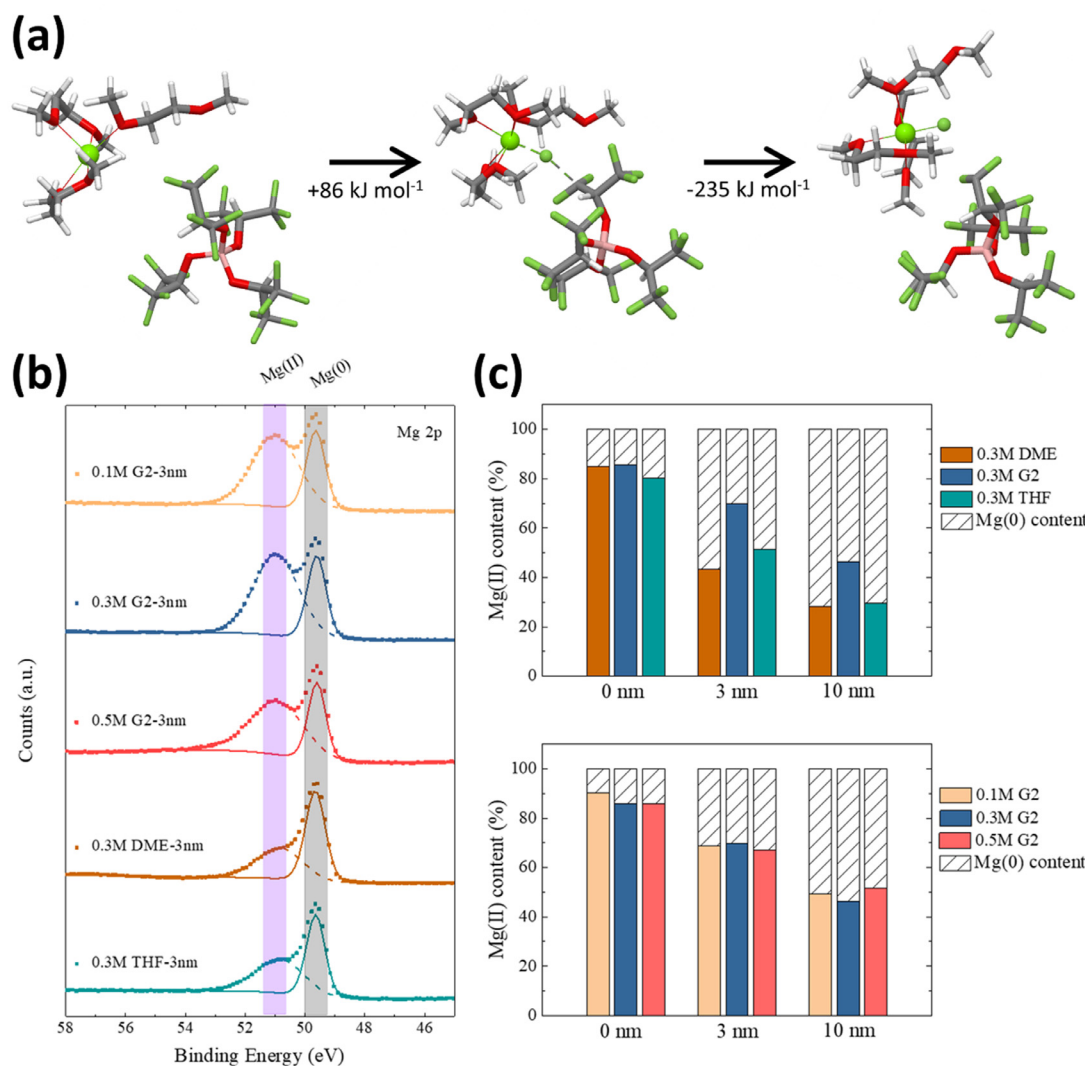 (a)
+86 kJ mol⁻¹
-235 kJ mol⁻¹
(b)
Mg(II)
Mg(0)
Mg 2p
0.1M G2-3nm
0.3M G2-3nm
0.5M G2-3nm
0.3M DME-3nm
0.3M THF-3nm
Counts (a.u.)
58 56 54 52 50 48 46
Binding Energy (eV)
(c)
Mg(II) content (%)
100
80
60
40
20
0
0 nm 3 nm 10 nm
0.3M DME
0.3M G2
0.3M THF
Mg(0) content
Mg(II) content (%)
100
80
60
40
20
0
0 nm 3 nm 10 nm
0.1M G2
0.3M G2
0.5M G2
Mg(0) content